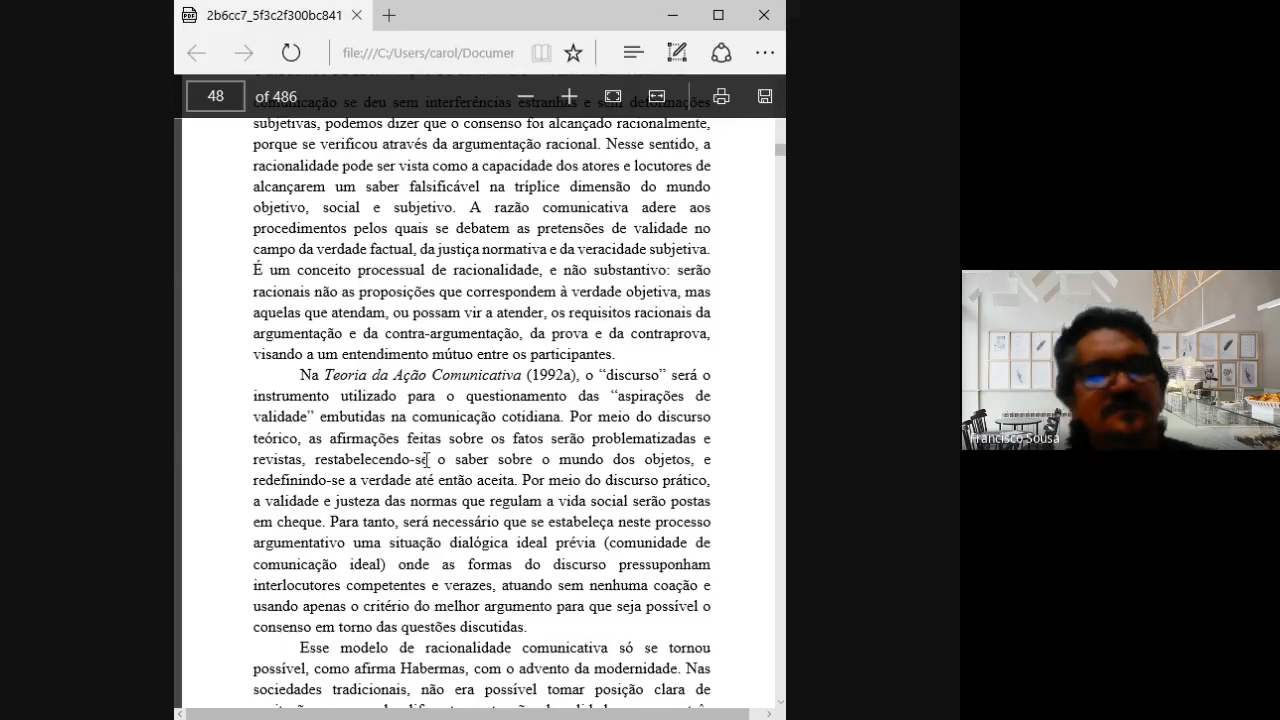 2b6cc7_5f3c2f300bc841
file:///C:/Users/carol/Documer
48 of 486
comunicação se deu sem interferências estranhas e sem deformações
subjetivas, podemos dizer que o consenso foi alcançado racionalmente,
porque se verificou através da argumentação racional. Nesse sentido, a
racionalidade pode ser vista como a capacidade dos atores e locutores de
alcançarem um saber falsificável na tríplice dimensão do mundo
objetivo, social e subjetivo. A razão comunicativa adere aos
procedimentos pelos quais se debatem as pretensões de validade no
campo da verdade factual, da justiça normativa e da veracidade subjetiva.
É um conceito processual de racionalidade, e não substantivo: serão
racionais não as proposições que correspondem à verdade objetiva, mas
aquelas que atendam, ou possam vir a atender, os requisitos racionais da
argumentação e da contra-argumentação, da prova e da contraprova,
visando a um entendimento mútuo entre os participantes.
Na Teoria da Ação Comunicativa (1992a), o “discurso” será o
instrumento utilizado para o questionamento das “aspirações de
validade” embutidas na comunicação cotidiana. Por meio do discurso
teórico, as afirmações feitas sobre os fatos serão problematizadas e
revistas, restabelecendo-se o saber sobre o mundo dos objetos, e
redefinindo-se a verdade até então aceita. Por meio do discurso prático,
a validade e justeza das normas que regulam a vida social serão postas
em cheque. Para tanto, será necessário que se estabeleça neste processo
argumentativo uma situação dialógica ideal prévia (comunidade de
comunicação ideal) onde as formas do discurso pressuponham
interlocutores competentes e verazes, atuando sem nenhuma coação e
usando apenas o critério do melhor argumento para que seja possível o
consenso em torno das questões discutidas.
Esse modelo de racionalidade comunicativa só se tornou
possível, como afirma Habermas, com o advento da modernidade. Nas
sociedades tradicionais, não era possível tomar posição clara de
Francisco Sousa